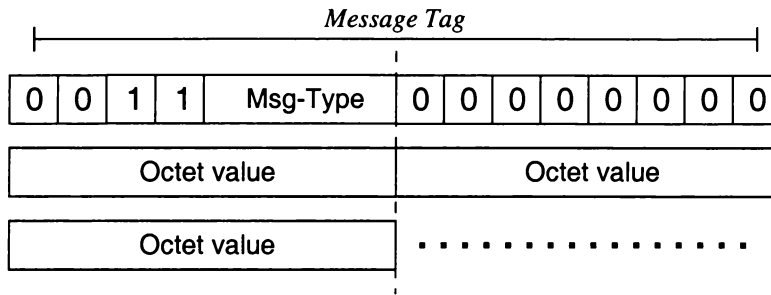 Message Tag
0 0 1 1 Msg-Type 0 0 0 0 0 0 0 0
Octet value Octet value
Octet value